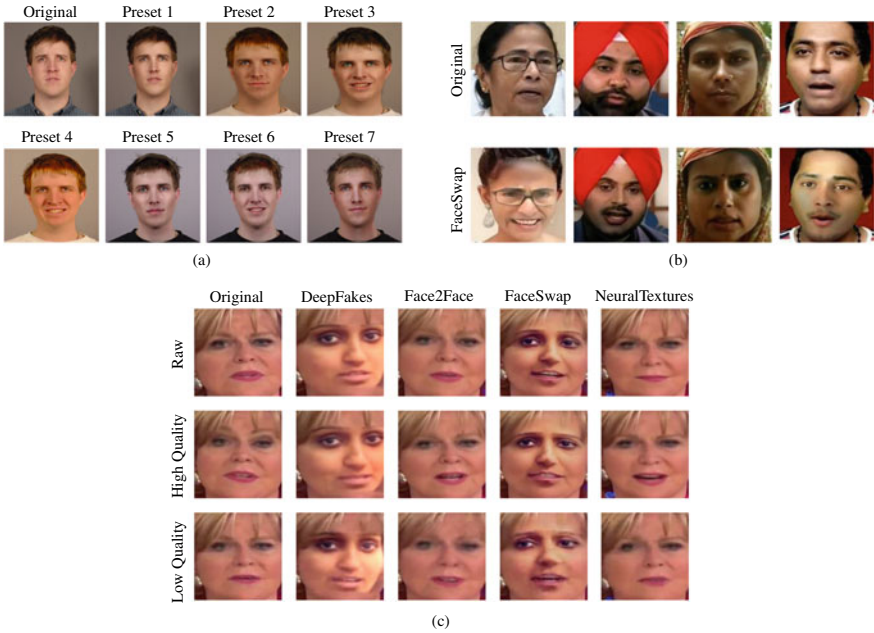 Original Preset 1 Preset 2 Preset 3
Preset 4 Preset 5 Preset 6 Preset 7
(a)
Original
FaceSwap
(b)
Original DeepFakes Face2Face FaceSwap NeuralTextures
Raw
High Quality
Low Quality
(c)